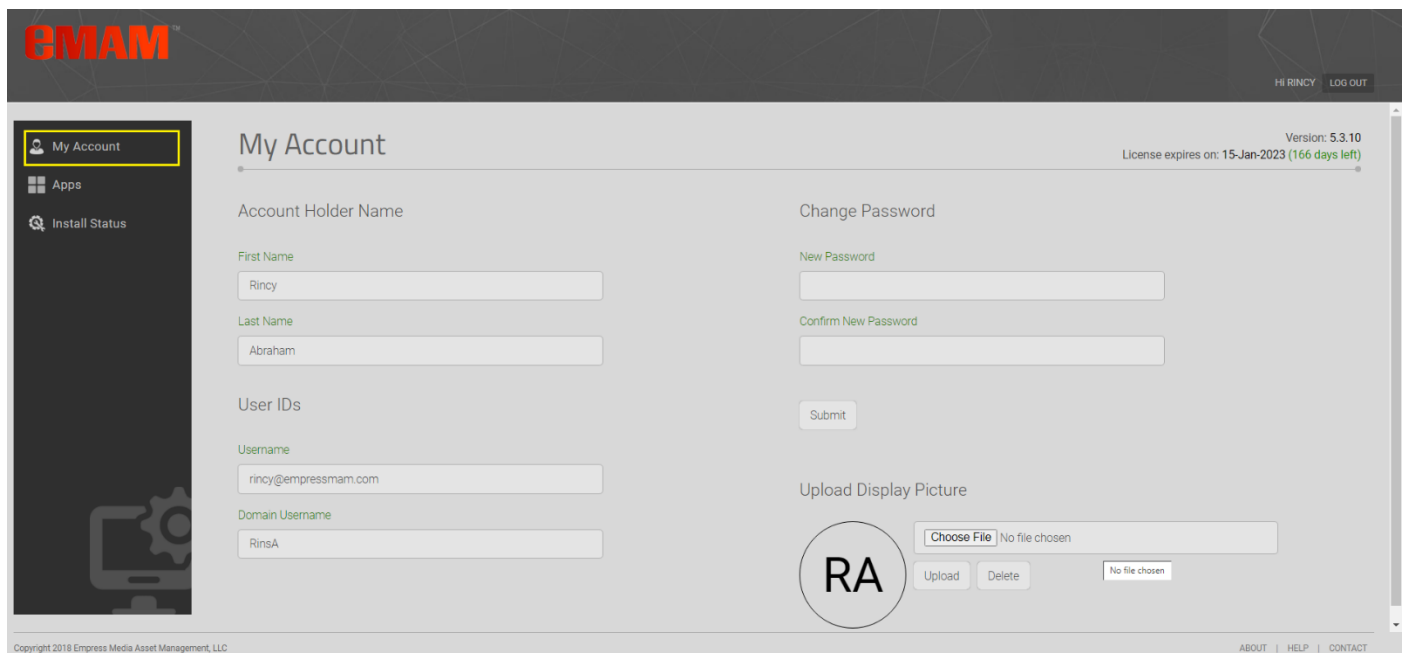 eMAM™
Hi RINCY LOG OUT
My Account
Apps
Install Status
My Account
Version: 5.3.10
License expires on: 15-Jan-2023 (166 days left)
Account Holder Name
First Name
Rincy
Last Name
Abraham
User IDs
Username
rincy@empressmam.com
Domain Username
RinsA
Change Password
New Password
Confirm New Password
Submit
Upload Display Picture
RA
Choose File No file chosen
Upload Delete
No file chosen
Copyright 2018 Empress Media Asset Management, LLC
ABOUT | HELP | CONTACT